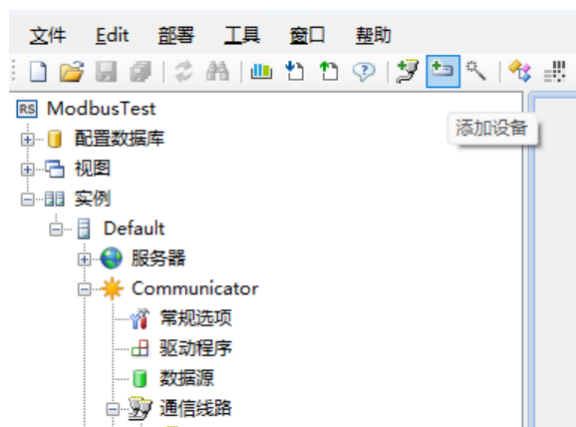 文件 Edit 部署 工具 窗口 帮助
RS ModbusTest
添加设备
配置数据库
视图
实例
Default
服务器
Communicator
常规选项
驱动程序
数据源
通信线路